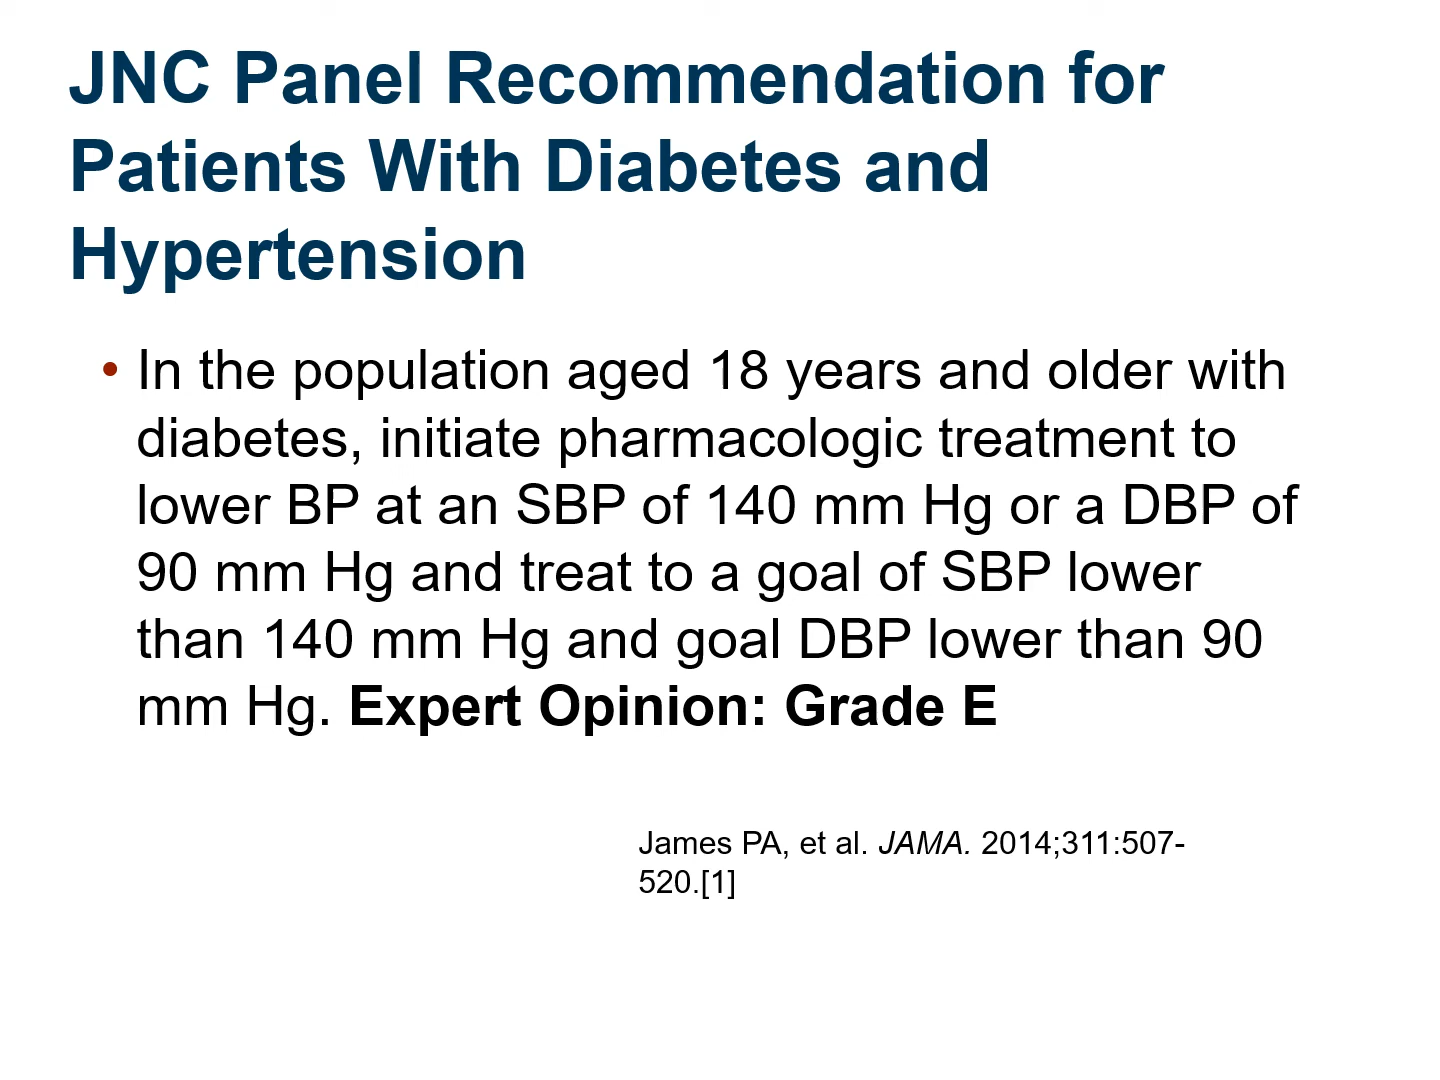 JNC Panel Recommendation for
Patients With Diabetes and
Hypertension
• In the population aged 18 years and older with
diabetes, initiate pharmacologic treatment to
lower BP at an SBP of 140 mm Hg or a DBP of
90 mm Hg and treat to a goal of SBP lower
than 140 mm Hg and goal DBP lower than 90
mm Hg. Expert Opinion: Grade E
James PA, et al. JAMA. 2014;311:507-
520.[1]